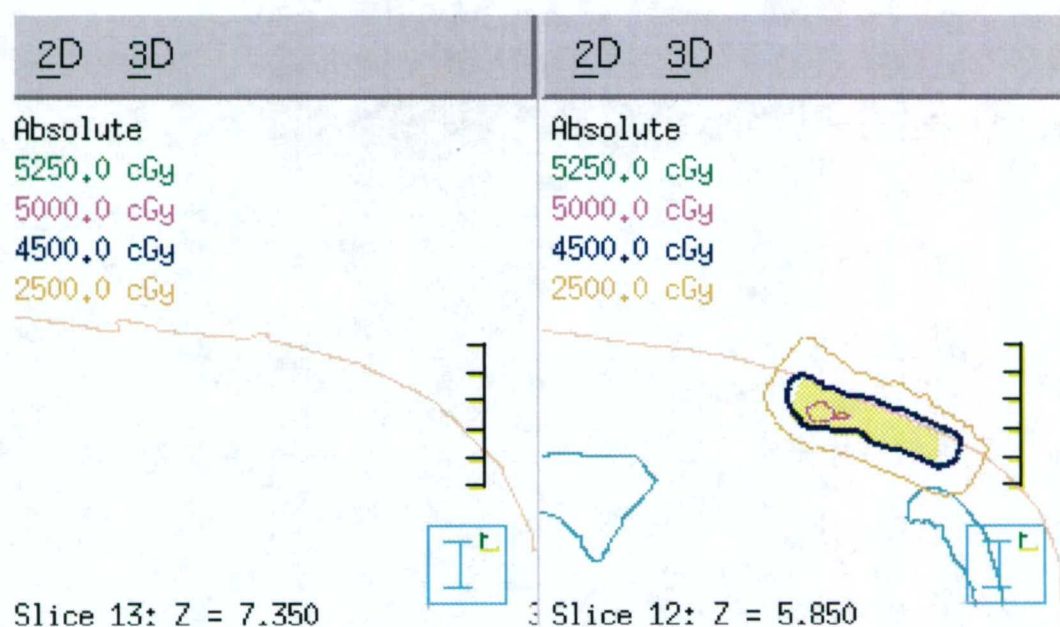 2D 3D
Absolute
5250.0 cGy
5000.0 cGy
4500.0 cGy
2500.0 cGy
Slice 13: Z = 7.350
2D 3D
Absolute
5250.0 cGy
5000.0 cGy
4500.0 cGy
2500.0 cGy
3
Slice 12: Z = 5.850